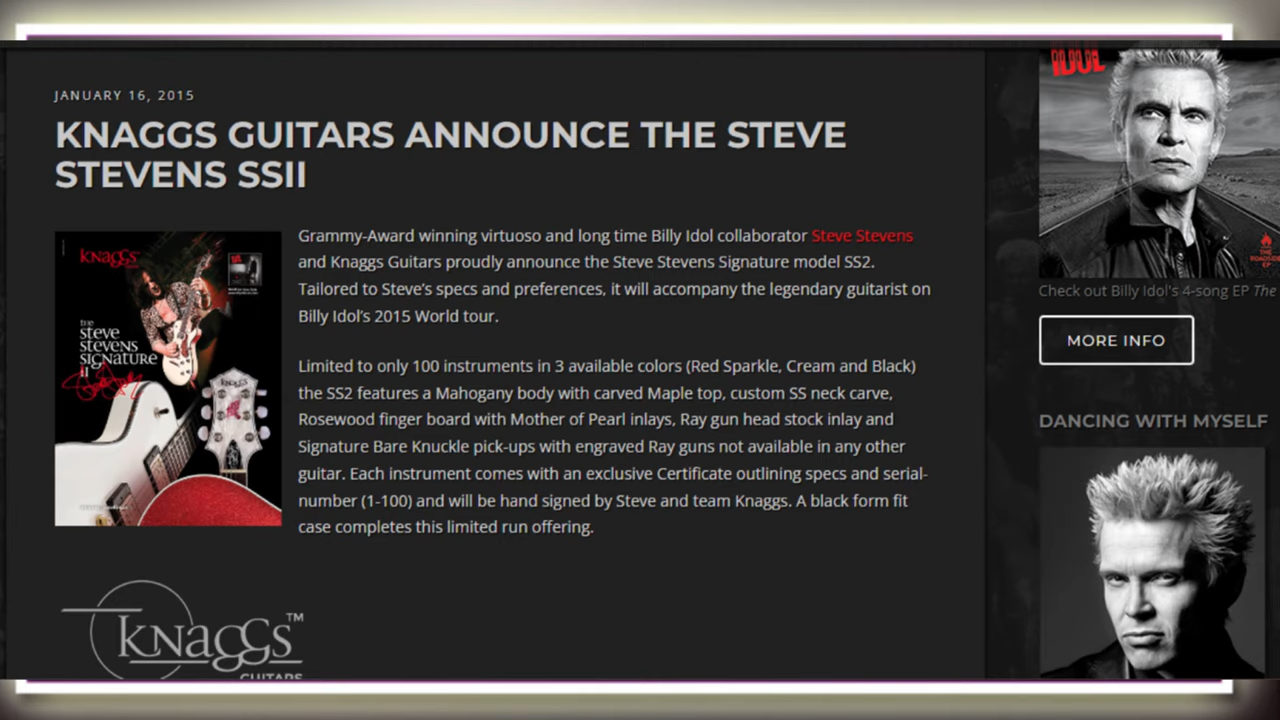 JANUARY 16, 2015
KNAGGS GUITARS ANNOUNCE THE STEVE
STEVENS SSII
knaggs
the
steve
stevens
signature
II
KNAGGS
Grammy-Award winning virtuoso and long time Billy Idol collaborator Steve Stevens
and Knaggs Guitars proudly announce the Steve Stevens Signature model SS2.
Tailored to Steve’s specs and preferences, it will accompany the legendary guitarist on
Billy Idol’s 2015 World tour.
Limited to only 100 instruments in 3 available colors (Red Sparkle, Cream and Black)
the SS2 features a Mahogany body with carved Maple top, custom SS neck carve,
Rosewood finger board with Mother of Pearl inlays, Ray gun head stock inlay and
Signature Bare Knuckle pick-ups with engraved Ray guns not available in any other
guitar. Each instrument comes with an exclusive Certificate outlining specs and serial-
number (1-100) and will be hand signed by Steve and team Knaggs. A black form fit
case completes this limited run offering.
knaggs™
GUITARS
IDOL
THE
ROADSIDE
EP
Check out Billy Idol's 4-song EP The
MORE INFO
DANCING WITH MYSELF